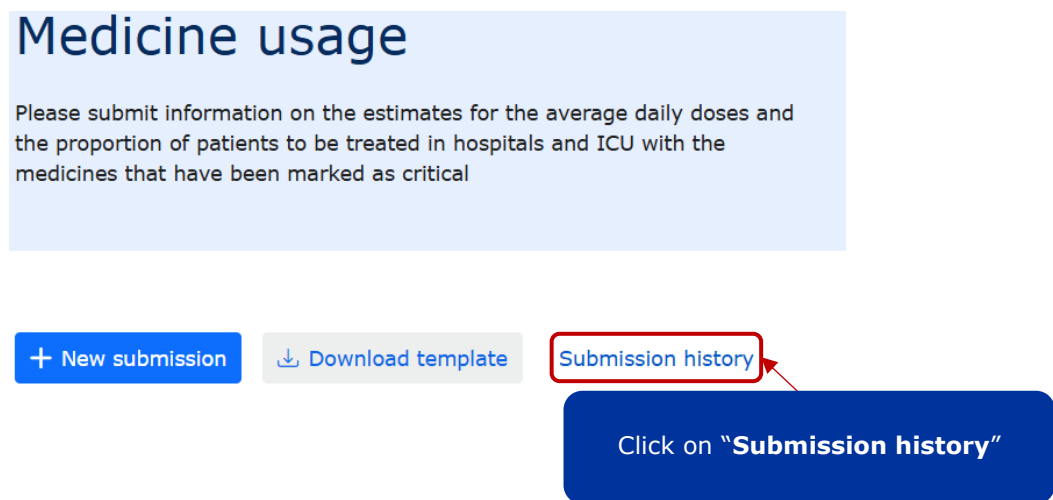 Medicine usage
Please submit information on the estimates for the average daily doses and
the proportion of patients to be treated in hospitals and ICU with the
medicines that have been marked as critical
+ New submission
Download template
Submission history
Click on “Submission history”